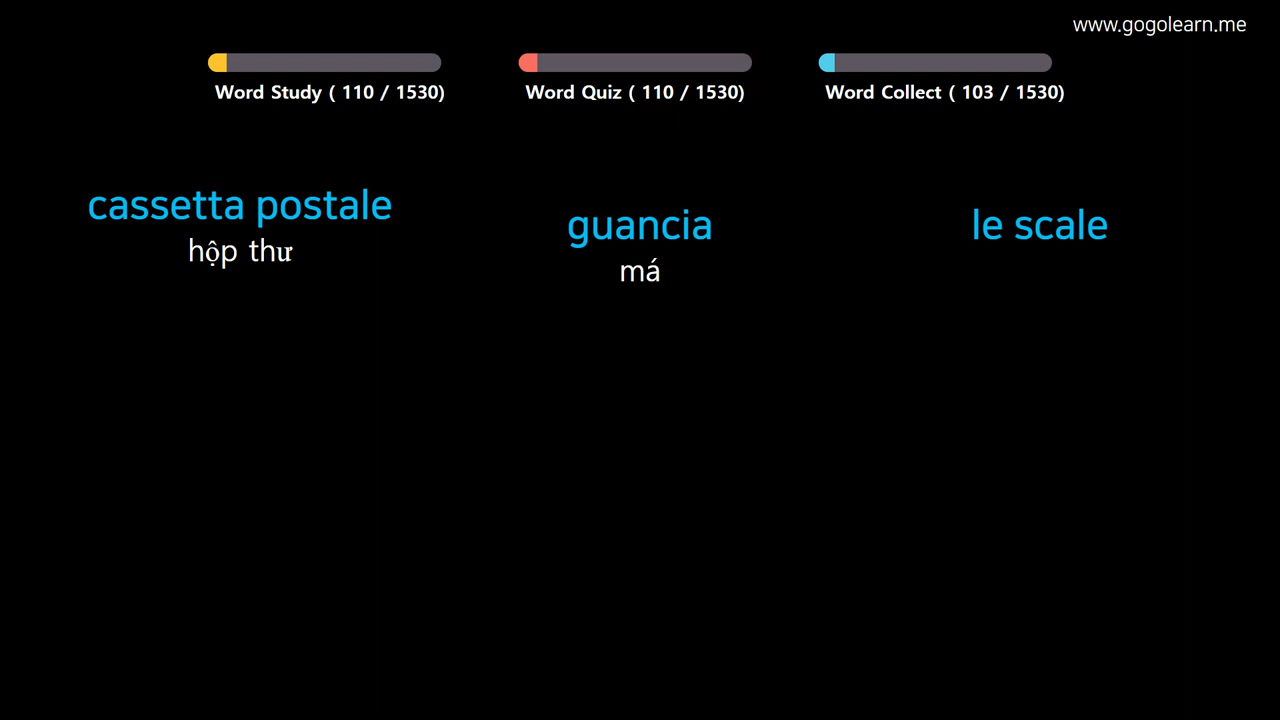 www.gogolearn.me
Word Study ( 110 / 1530)
Word Quiz ( 110 / 1530)
Word Collect ( 103 / 1530)
cassetta postale
hộp thư
guancia
má
le scale